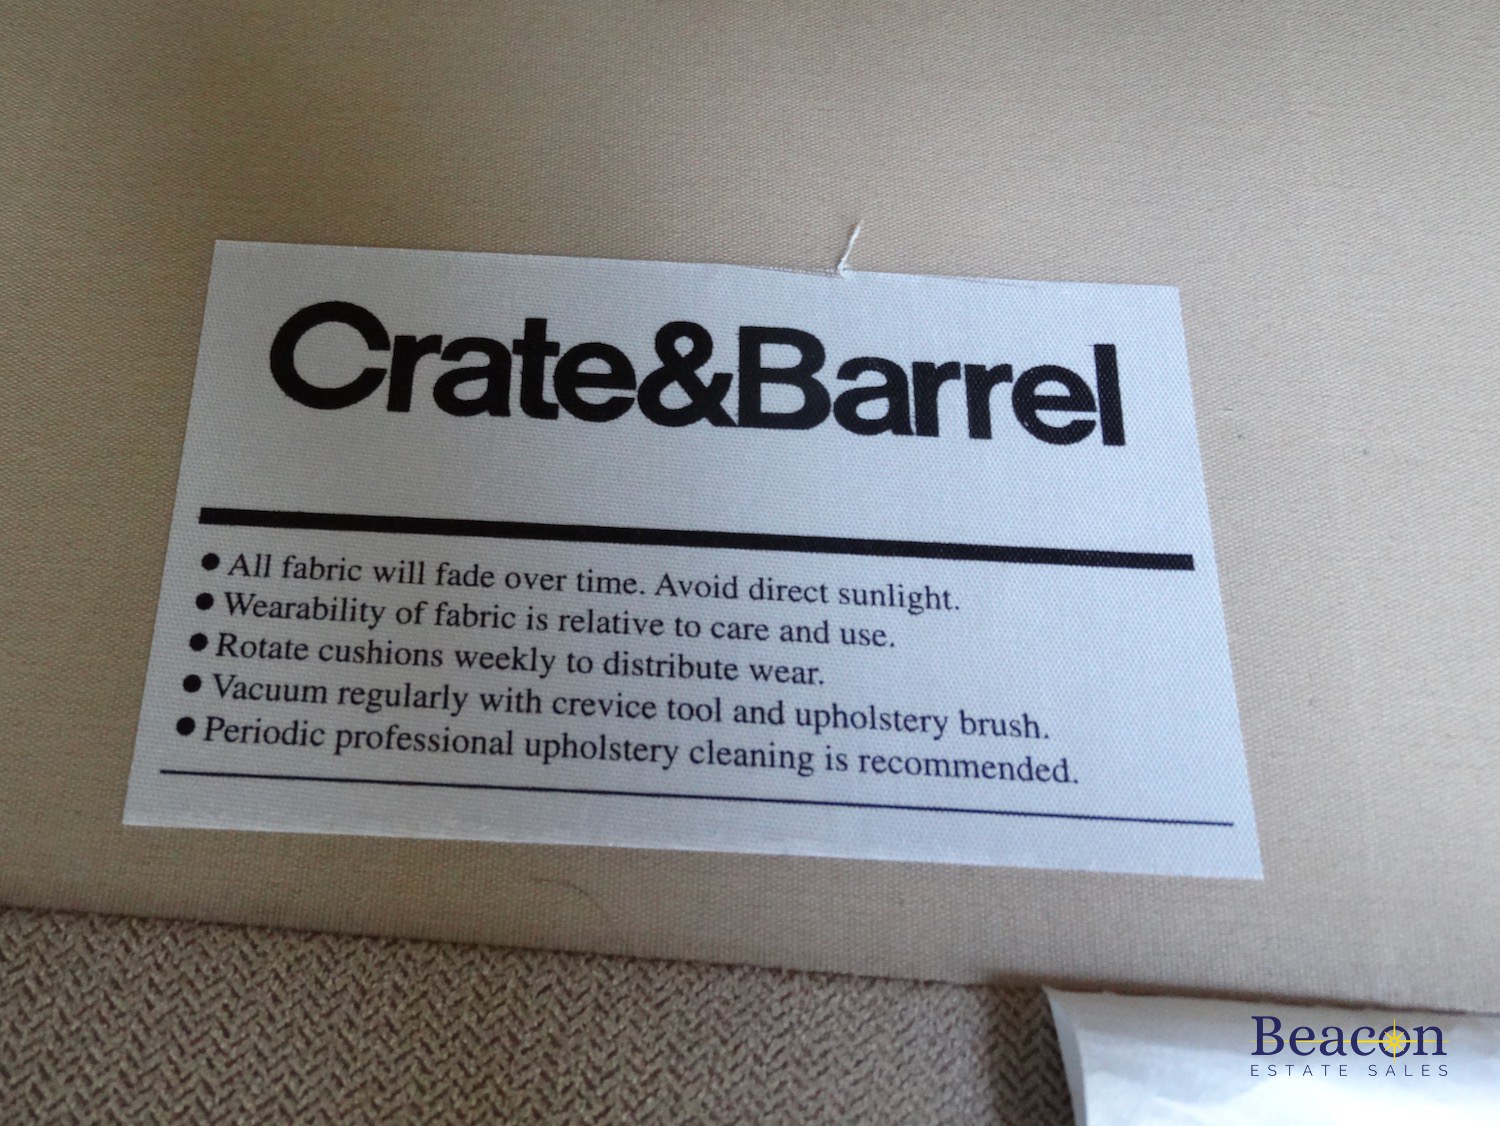 Crate&Barrel
● All fabric will fade over time. Avoid direct sunlight.
● Wearability of fabric is relative to care and use.
● Rotate cushions weekly to distribute wear.
● Vacuum regularly with crevice tool and upholstery brush.
● Periodic professional upholstery cleaning is recommended.
Beacon
ESTATE SALES